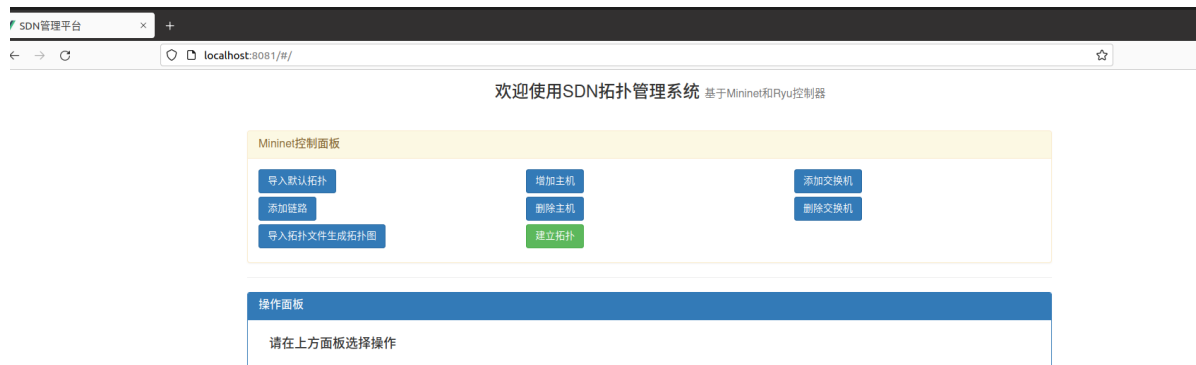 SDN管理平台 × +
localhost:8081/#/
欢迎使用SDN拓扑管理系统 基于Mininet和Ryu控制器
Mininet控制面板
导入默认拓扑 增加主机 添加交换机
添加链路 删除主机 删除交换机
导入拓扑文件生成拓扑图 建立拓扑
操作面板
请在上方面板选择操作